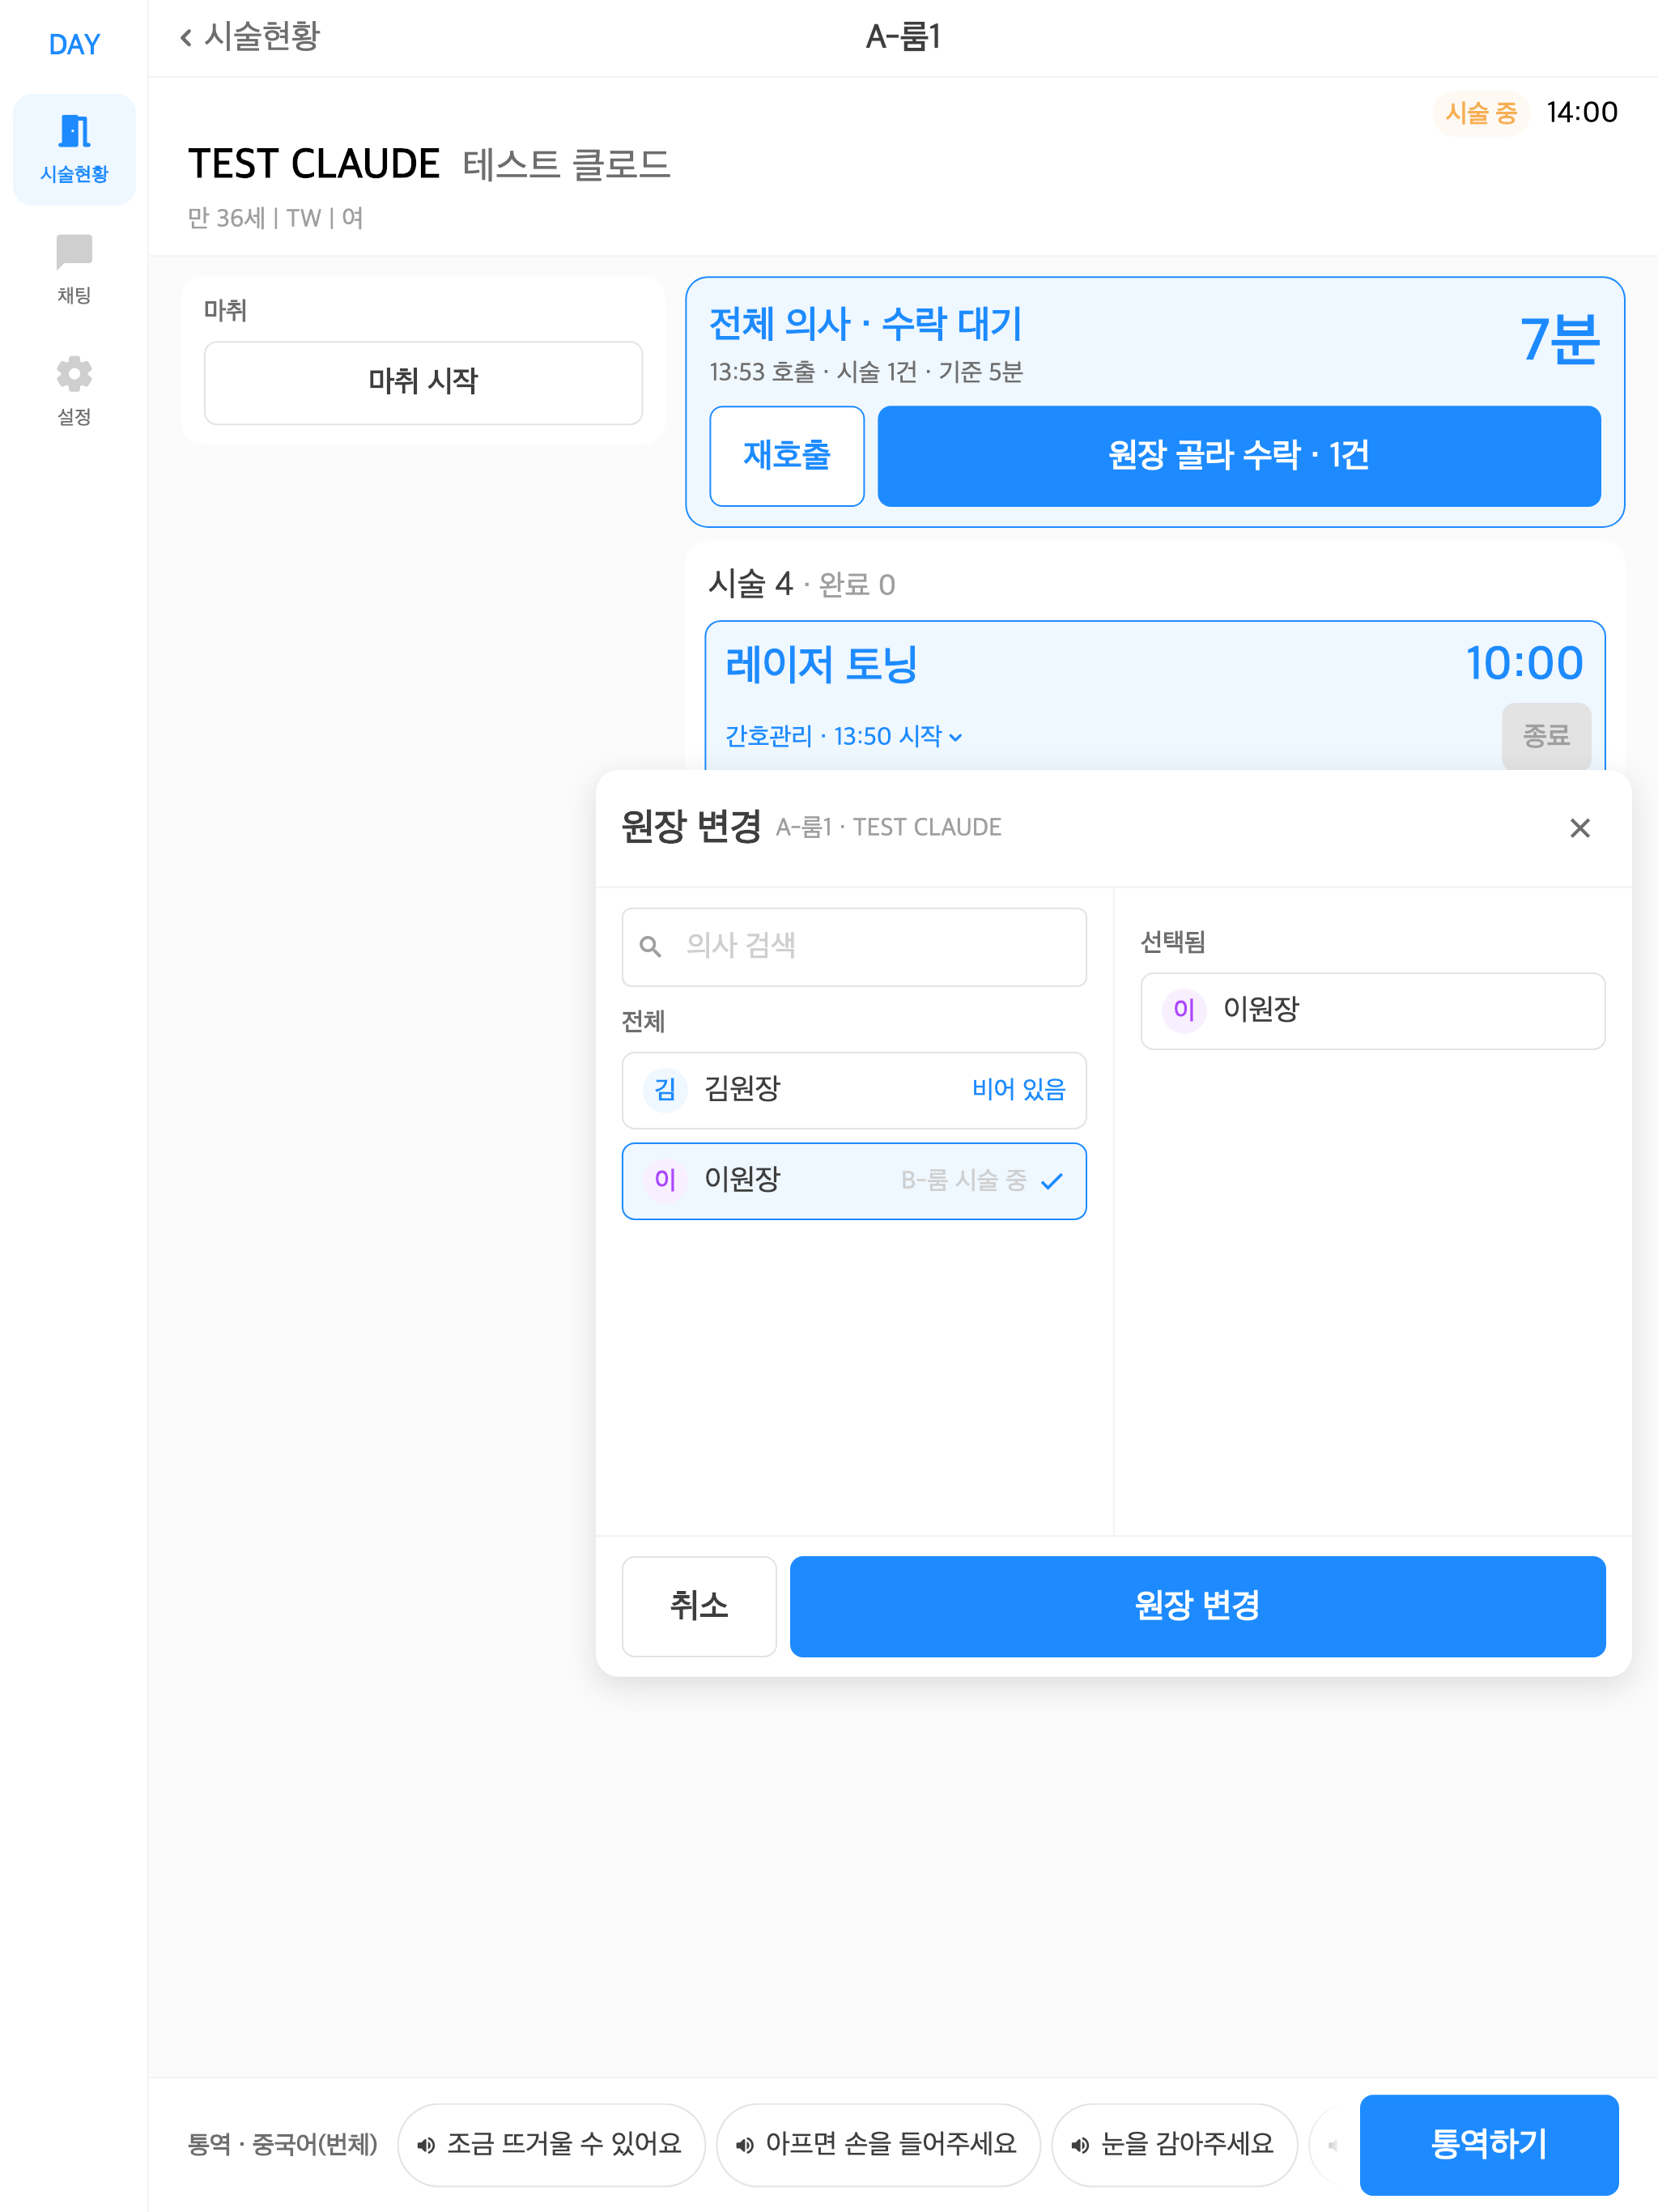 DAY
시술현황
채팅
설정
시술현황
A-룸1
시술 중 14:00
TEST CLAUDE 테스트 클로드
만 36세 | TW | 여
마취
마취 시작
전체 의사 · 수락 대기
7분
13:53 호출 · 시술 1건 · 기준 5분
재호출
원장 골라 수락 · 1건
시술 4 · 완료 0
레이저 토닝
10:00
간호관리 · 13:50 시작
종료
원장 변경 A-룸1 · TEST CLAUDE
의사 검색
전체
김 김원장 비어 있음
이 이원장 B-룸 시술 중
선택됨
이 이원장
취소
원장 변경
통역 · 중국어(번체)
조금 뜨거울 수 있어요
아프면 손을 들어주세요
눈을 감아주세요
통역하기